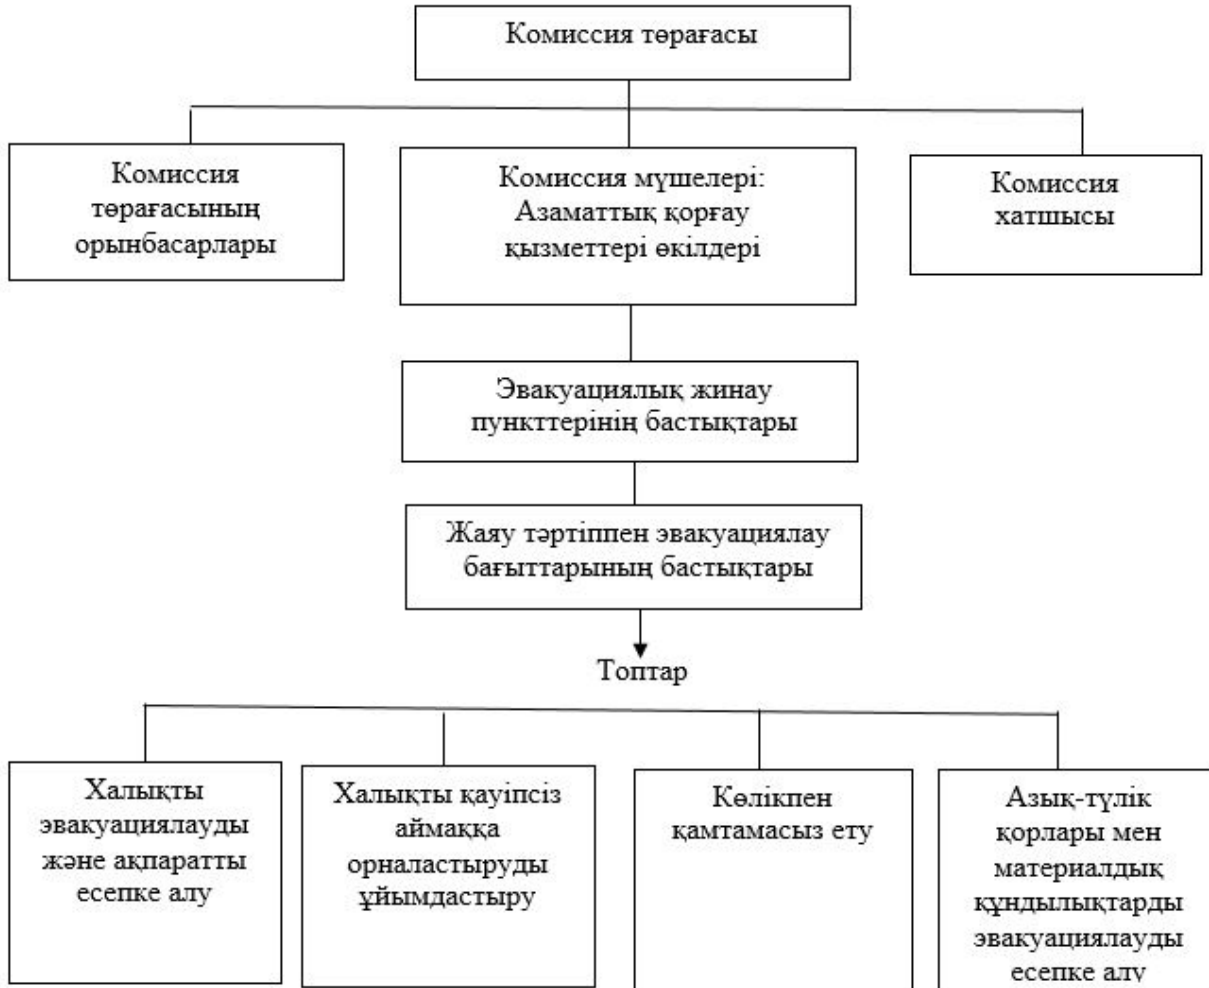 Комиссия төрағасы
Комиссия
төрағасының
орынбасарлары
Комиссия мүшелері:
Азаматтық қорғау
қызметтері өкілдері
Комиссия
хатшысы
Эвакуациялық жинау
пункттерінің бастықтары
Жаяу тәртіппен эвакуациялау
бағыттарының бастықтары
Топтар
Халықты
эвакуациялауды
және ақпаратты
есепке алу
Халықты қауіпсіз
аймаққа
орналастыруды
ұйымдастыру
Көлікпен
қамтамасыз ету
Азық-түлік
қорлары мен
материалдық
құндылықтарды
эвакуациялауды
есепке алу